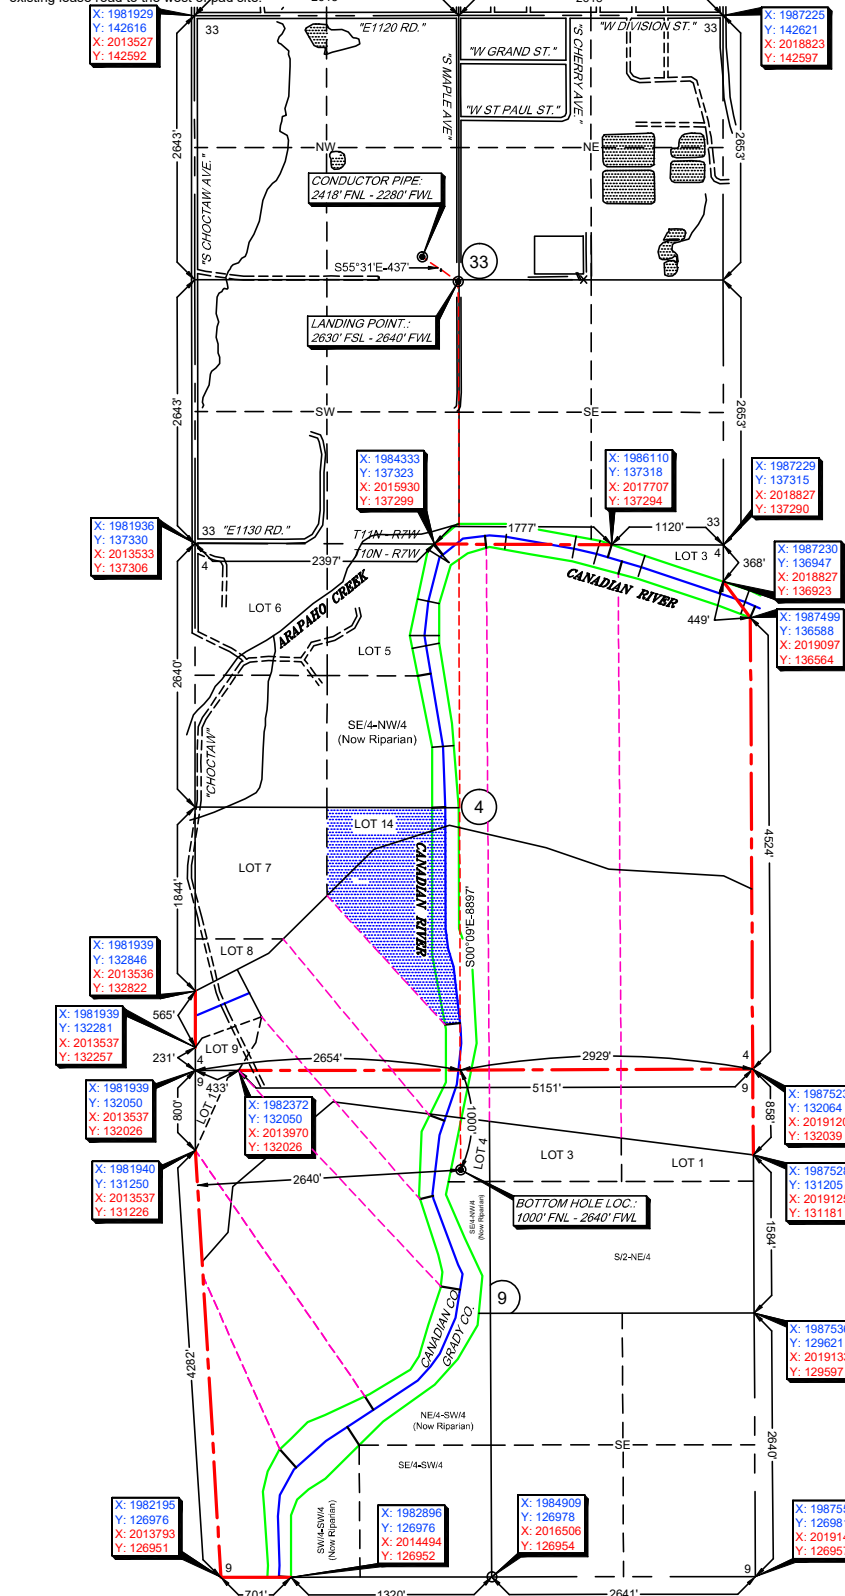 X: 1981929
Y: 142616
X: 2013527
Y: 142592
33
"E1120 RD."
"W DIVISION ST."
33
X: 1987225
Y: 142621
X: 2018823
Y: 142597
"W GRAND ST."
"S MAPLE AVE."
"S CHERRY AVE."
"W ST PAUL ST."
2643'
NW
NE
2653'
"S CHOCTAW AVE."
CONDUCTOR PIPE:
2418' FNL - 2280' FWL
S55°31'E-437'
33
LANDING POINT.:
2630' FSL - 2640' FWL
2643'
SW
SE
2653'
X: 1984333
Y: 137323
X: 2015930
Y: 137299
X: 1986110
Y: 137318
X: 2017707
Y: 137294
X: 1987229
Y: 137315
X: 2018827
Y: 137290
X: 1981936
Y: 137330
X: 2013533
Y: 137306
33 "E1130 RD."
T11N - R7W
T10N - R7W
1777'
1120'
33
4
2397'
4
LOT 3
368'
X: 1987230
Y: 136947
X: 2018827
Y: 136923
CANADIAN RIVER
449'
X: 1987499
Y: 136588
X: 2019097
Y: 136564
LOT 6
ARAPAHO CREEK
LOT 5
2640'
SE/4-NW/4
(Now Riparian)
"CHOCTAW"
4
LOT 14
CANADIAN RIVER
4524'
LOT 7
1844'
S00°09'E-8897'
LOT 8
X: 1981939
Y: 132846
X: 2013536
Y: 132822
565'
X: 1981939
Y: 132281
X: 2013537
Y: 132257
231'
LOT 9
4
9
2654'
2929'
4
9
433'
5151'
X: 1981939
Y: 132050
X: 2013537
Y: 132026
800'
X: 1982372
Y: 132050
X: 2013970
Y: 132026
1000'
LOT 4
LOT 3
LOT 1
858'
X: 1981940
Y: 131250
X: 2013537
Y: 131226
2640'
BOTTOM HOLE LOC.:
1000' FNL - 2640' FWL
SE/4-NW/4
(Now Riparian)
S/2-NE/4
1584'
9
CANADIAN CO.
GRADY CO.
4282'
NE/4-SW/4
(Now Riparian)
SE
2640'
SE/4-SW/4
SW/4-SW/4
(Now Riparian)
X: 1982195
Y: 126976
X: 2013793
Y: 126951
9
X: 1982896
Y: 126976
X: 2014494
Y: 126952
X: 1984909
Y: 126978
X: 2016506
Y: 126954
9
701'
1320'
2641'